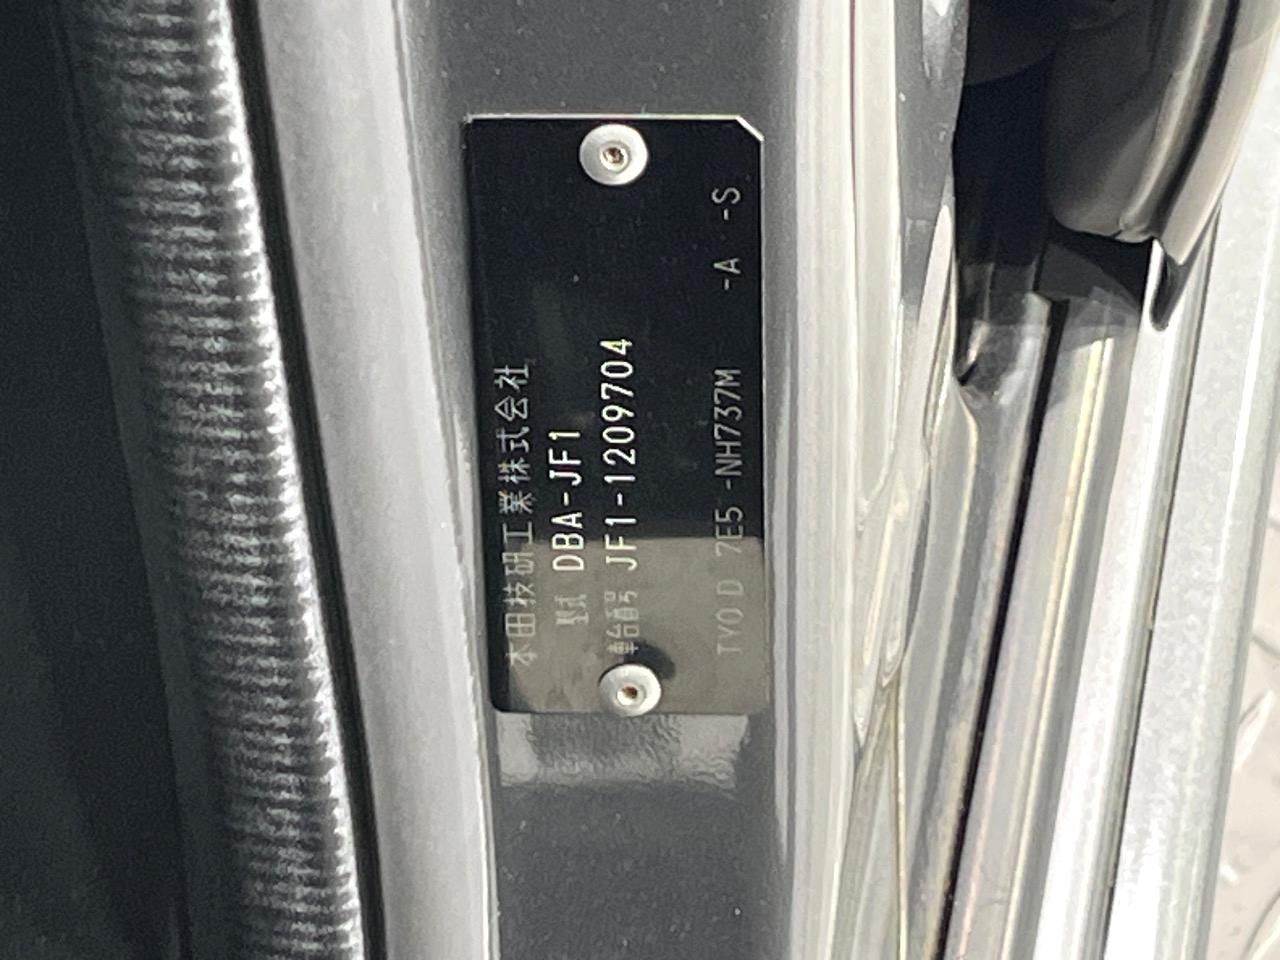 本田技研工業株式会社
型式 DBA-JF1
車台番号 JF1-1209704
TYO D 7E5 -NH737M -A -S